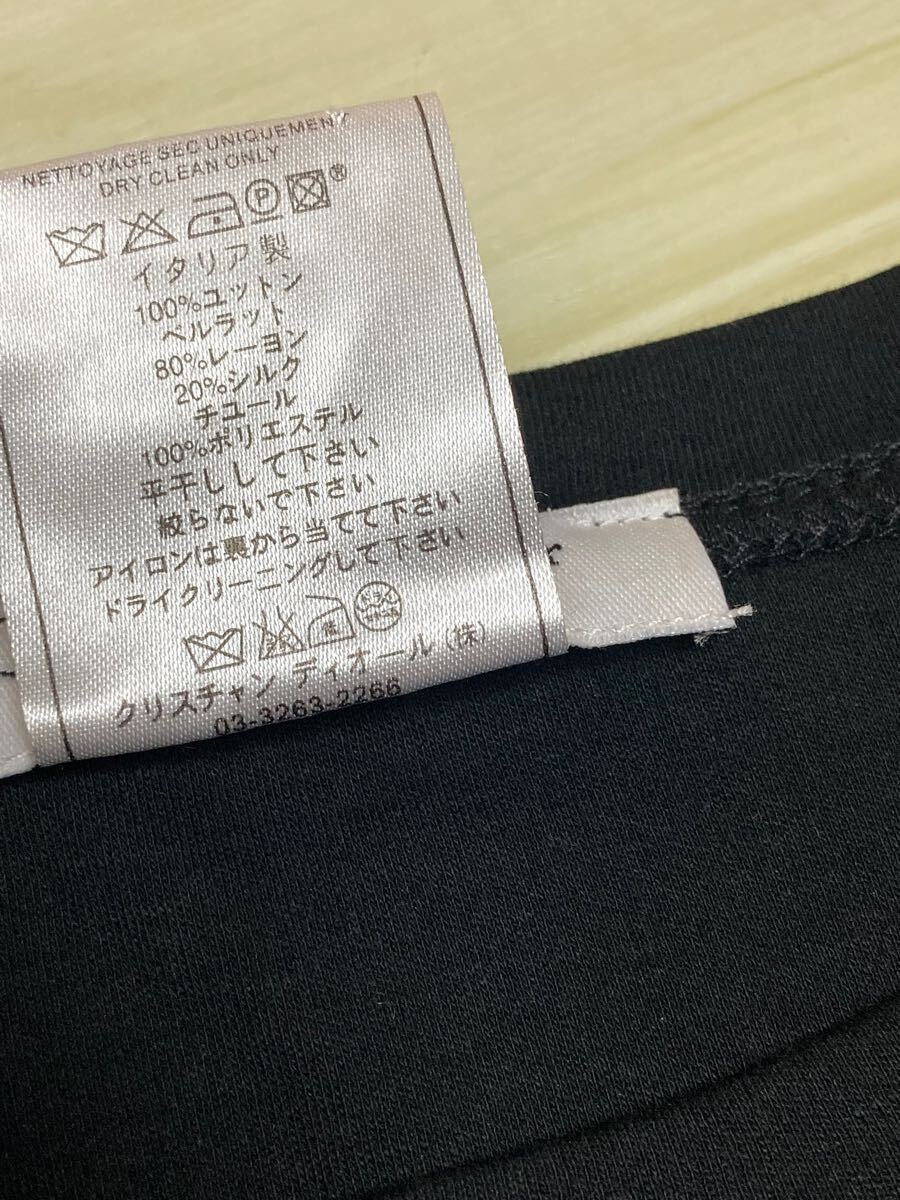 NETTOYAGE SEC UNIQUEMENT
DRY CLEAN ONLY
P ®
イタリア製
100%ユットン
ベルラット
80%レーヨン
20%シルク
チユール
100%ポリエステル
平干しして下さい
絞らないで下さい
アイロンは裏から当てて下さい
ドライクリーニングして下さい
クリスチャン ディオール(株)
03-3263-2266
r